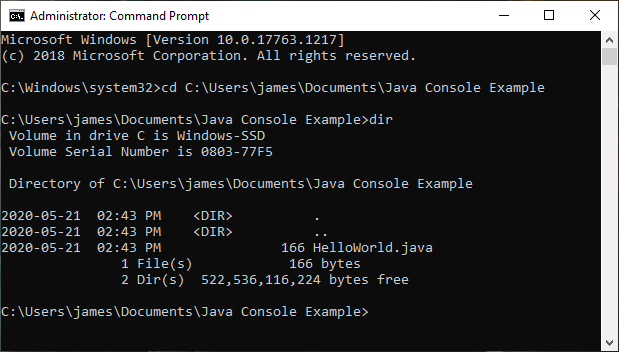 Administrator: Command Prompt
Microsoft Windows [Version 10.0.17763.1217]
(c) 2018 Microsoft Corporation. All rights reserved.
C:\Windows\system32>cd C:\Users\james\Documents\Java Console Example
C:\Users\james\Documents\Java Console Example>dir
 Volume in drive C is Windows-SSD
 Volume Serial Number is 0803-77F5
 Directory of C:\Users\james\Documents\Java Console Example
2020-05-21  02:43 PM    <DIR>          .
2020-05-21  02:43 PM    <DIR>          ..
2020-05-21  02:43 PM               166 HelloWorld.java
               1 File(s)            166 bytes
               2 Dir(s)  522,536,116,224 bytes free
C:\Users\james\Documents\Java Console Example>